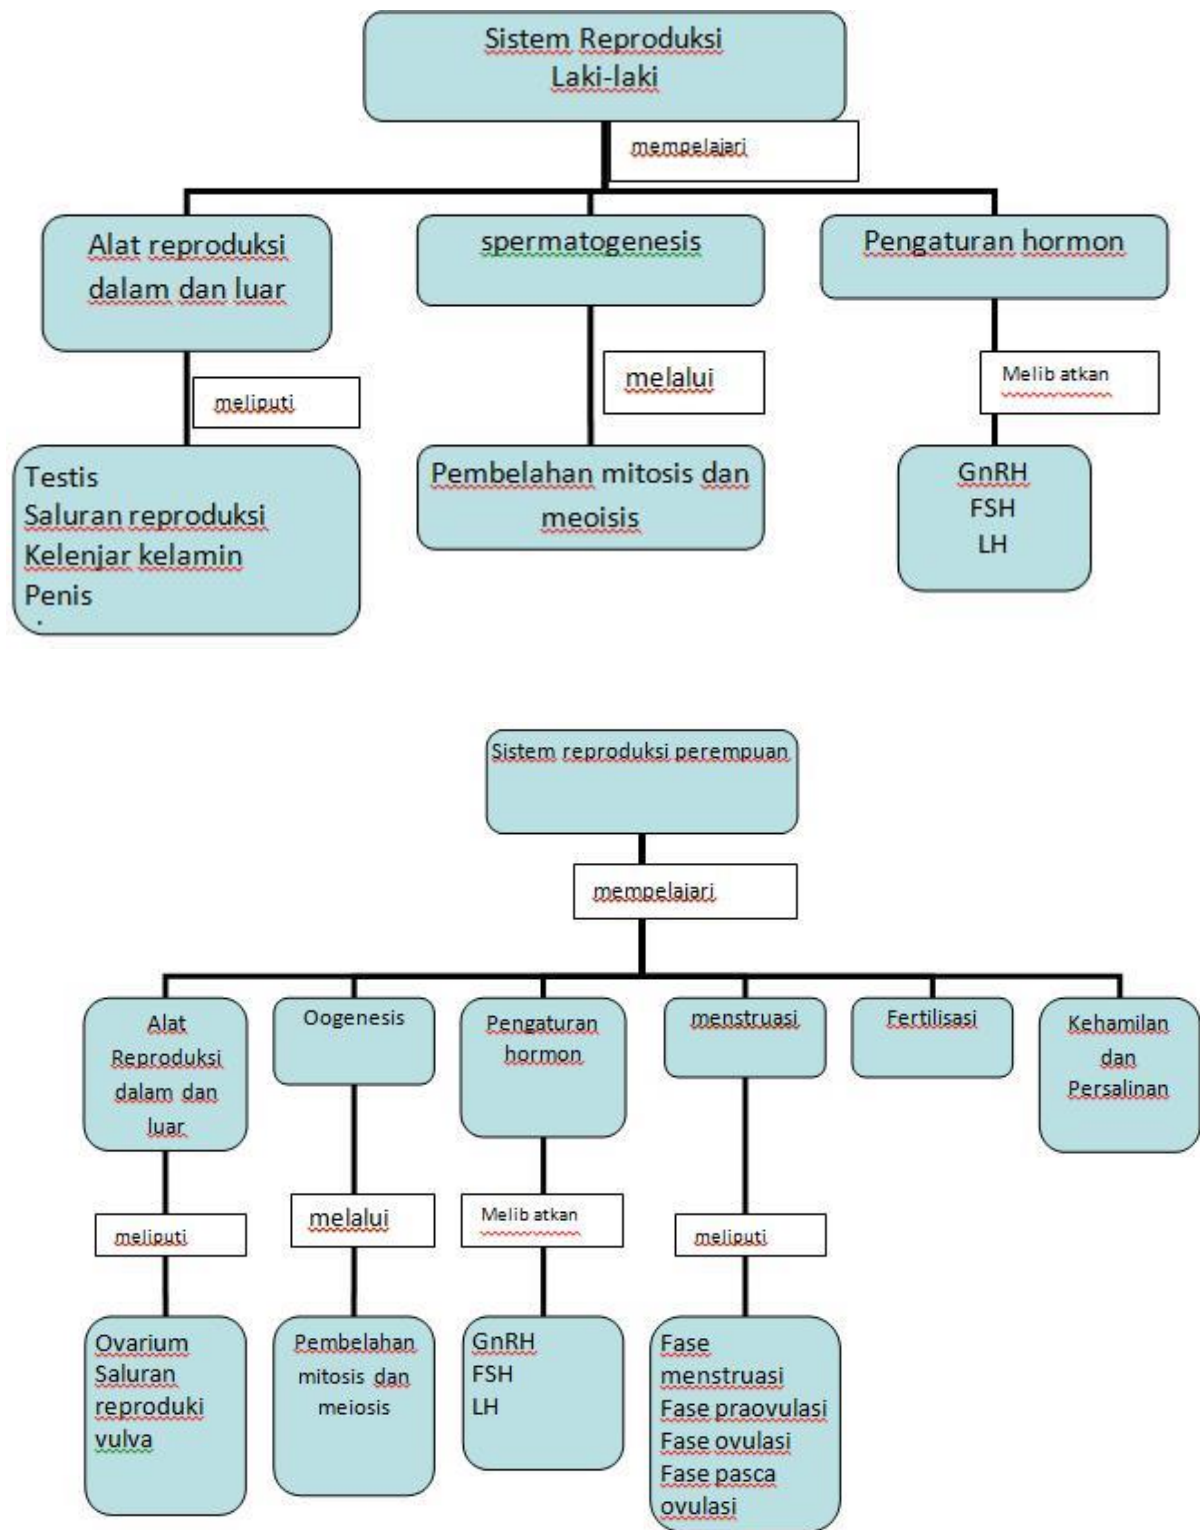 Sistem Reproduksi
Laki-laki
mempelajari
Alat reproduksi
dalam dan luar
spermatogenesis
Pengaturan hormon
meliputi
melalui
Melib atkan
Testis
Saluran reproduksi
Kelenjar kelamin
Penis
.
Pembelahan mitosis dan
meoisis
GnRH
FSH
LH
Sistem reproduksi perempuan
mempelajari
Alat
Reproduksi
dalam dan
luar
Oogenesis
Pengaturan
hormon
menstruasi
Fertilisasi
Kehamilan
dan
Persalinan
meliputi
melalui
Melib atkan
meliputi
Ovarium
Saluran
reproduki
vulva
Pembelahan
mitosis dan
meiosis
GnRH
FSH
LH
Fase
menstruasi
Fase praovulasi
Fase ovulasi
Fase pasca
ovulasi